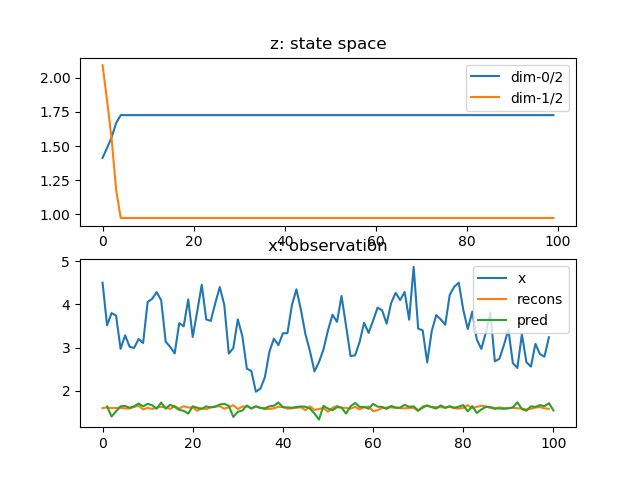 z: state space
2.00
1.75
1.50
1.25
1.00
dim-0/2
dim-1/2
0 20 40 60 80 100
x: observation
5
4
3
2
x
recons
pred
0 20 40 60 80 100